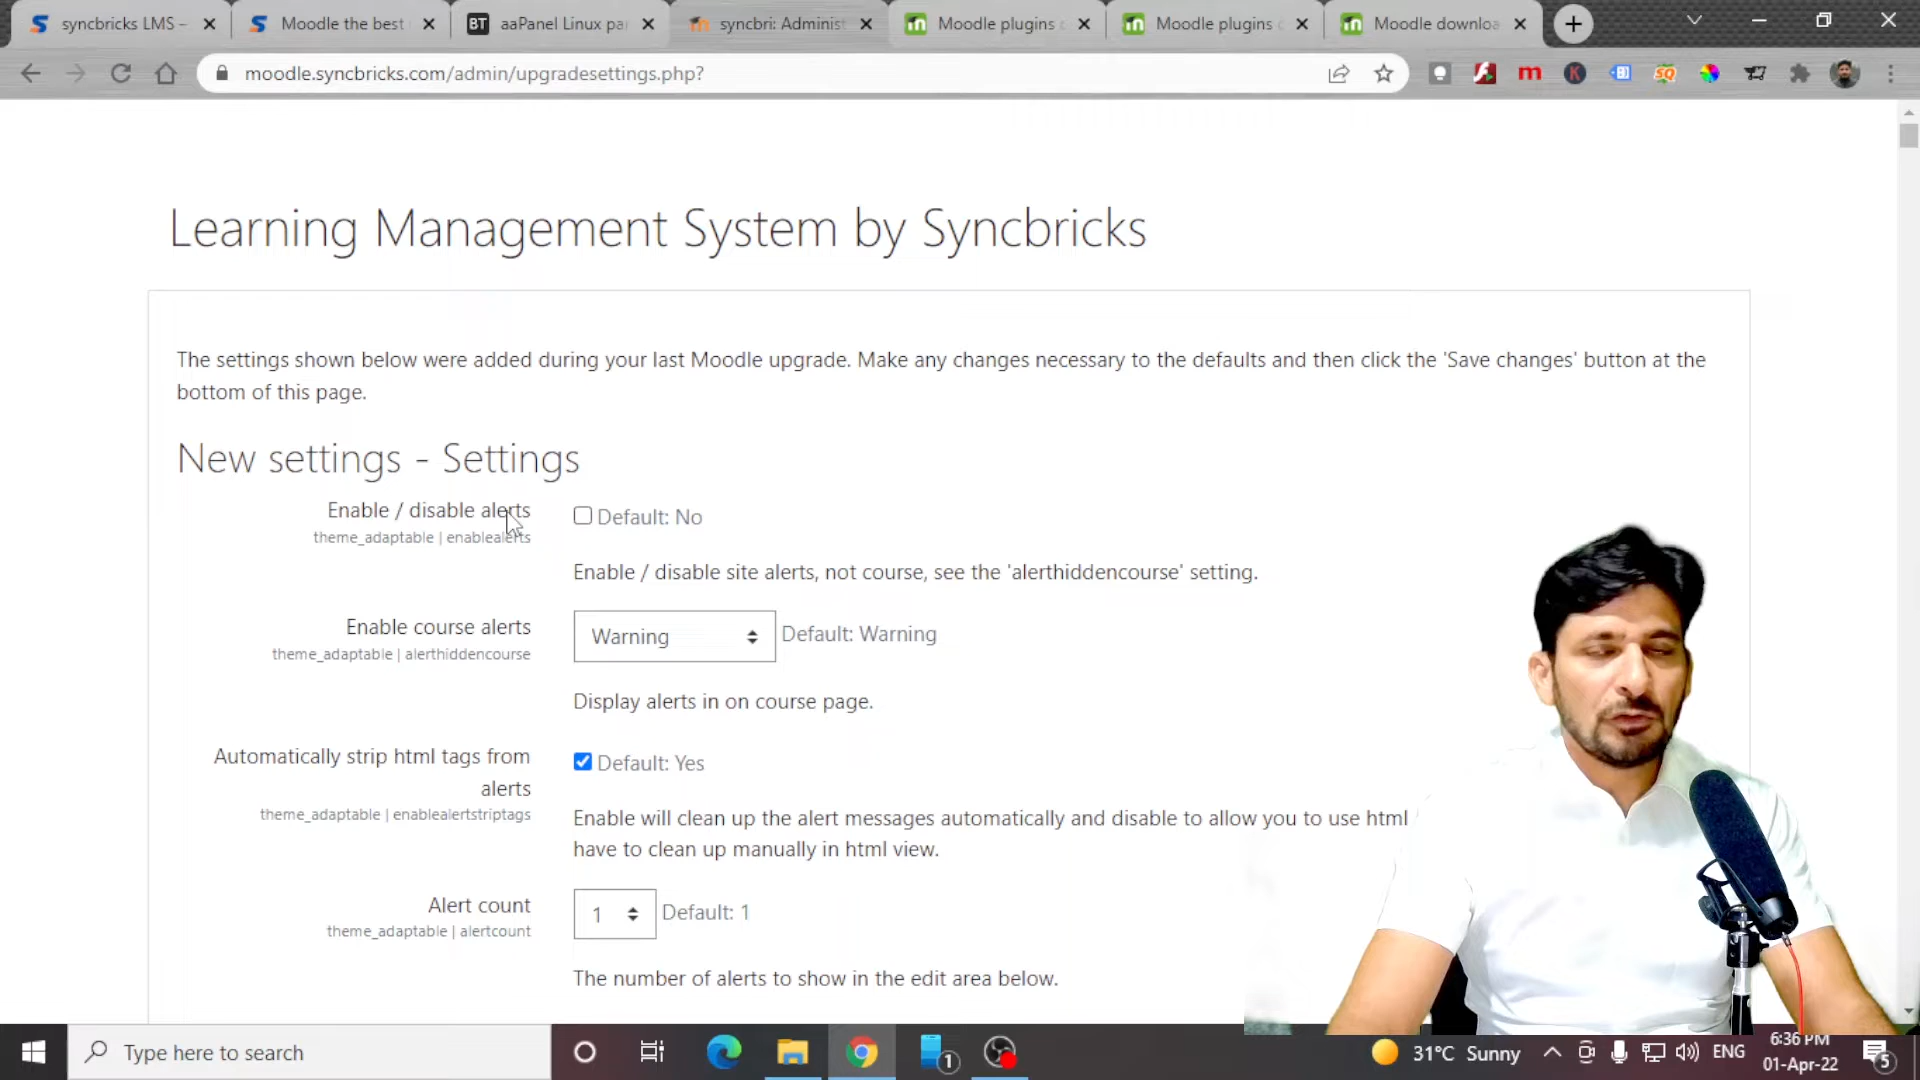 syncbricks LMS –
Moodle the best
BT aaPanel Linux pa
syncbri: Administ
Moodle plugins
Moodle plugins
Moodle downloa
moodle.syncbricks.com/admin/upgradesettings.php?
Learning Management System by Syncbricks
The settings shown below were added during your last Moodle upgrade. Make any changes necessary to the defaults and then click the 'Save changes' button at the
bottom of this page.
New settings - Settings
Enable / disable alerts
theme_adaptable | enablealerts
Default: No
Enable / disable site alerts, not course, see the 'alerthiddencourse' setting.
Enable course alerts
theme_adaptable | alerthiddencourse
Warning
Default: Warning
Display alerts in on course page.
Automatically strip html tags from
alerts
theme_adaptable | enablealertstriptags
Default: Yes
Enable will clean up the alert messages automatically and disable to allow you to use html
have to clean up manually in html view.
Alert count
theme_adaptable | alertcount
1
Default: 1
The number of alerts to show in the edit area below.
Type here to search
1
31°C Sunny
ENG
6:36 PM
01-Apr-22
5